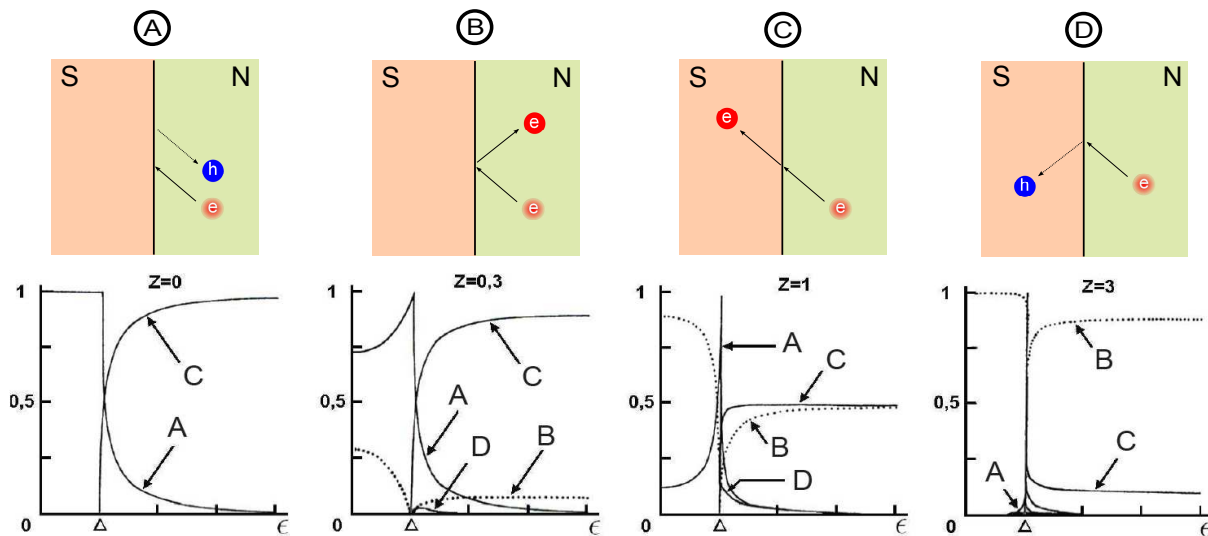 A B C D
S N S N S N S N
h e e e e e h e
Z=0 Z=0,3 Z=1 Z=3
1 1 1 1
A
C
C
B
A
0,5 C 0,5 0,5 B 0,5
A D B D C
A
0 Δ ϵ 0 Δ ϵ 0 Δ ϵ 0 Δ ϵ